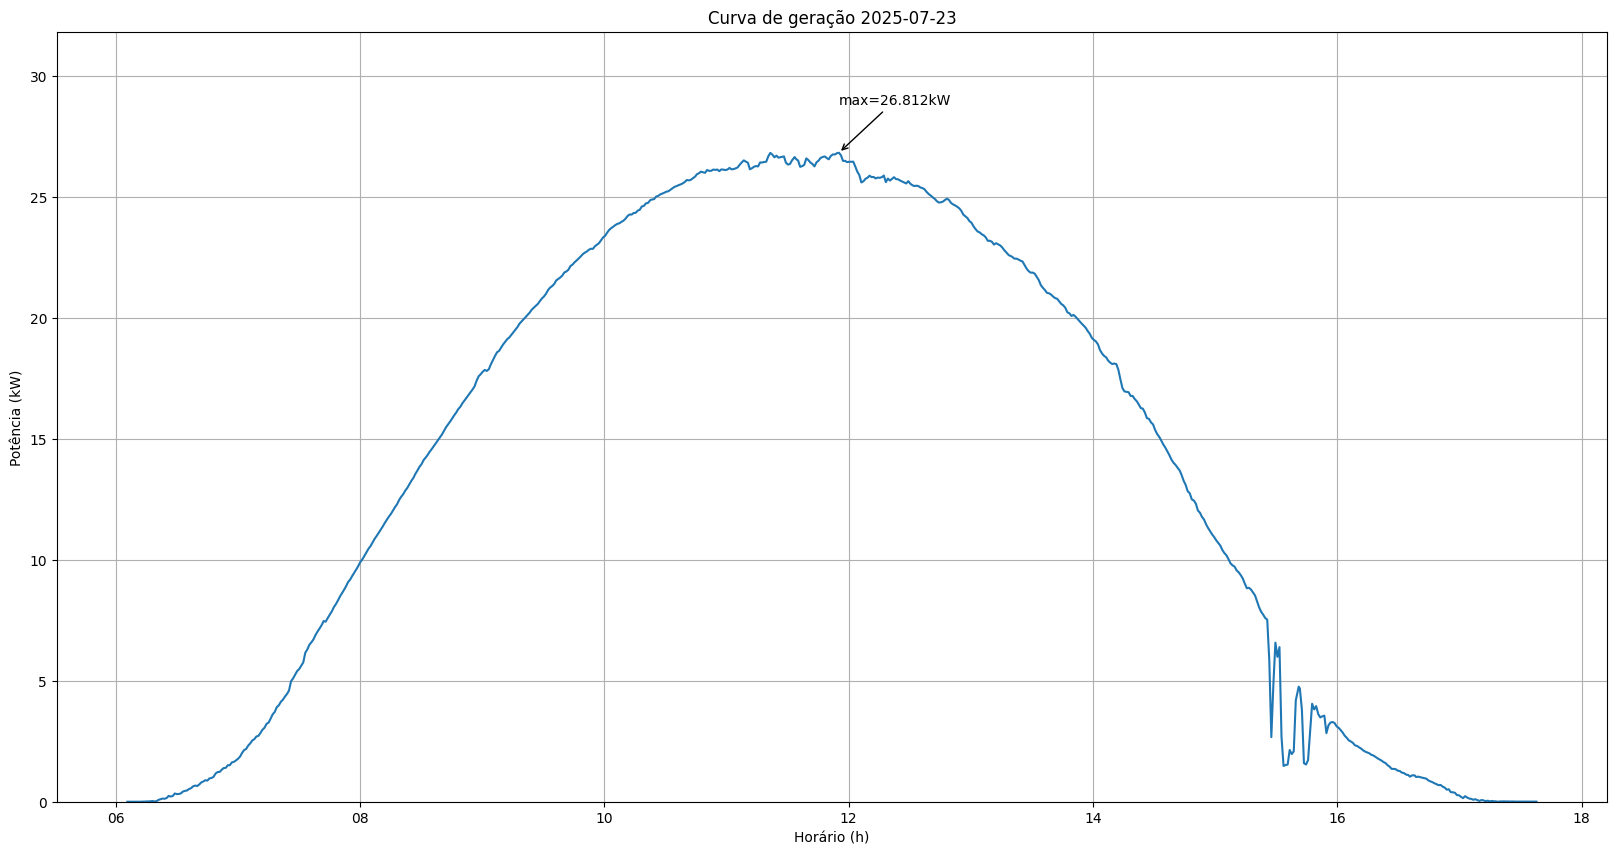 Curva de geração 2025-07-23
30
25
20
15
10
5
0
Potência (kW)
max=26.812kW
06 08 10 12 14 16 18
Horário (h)